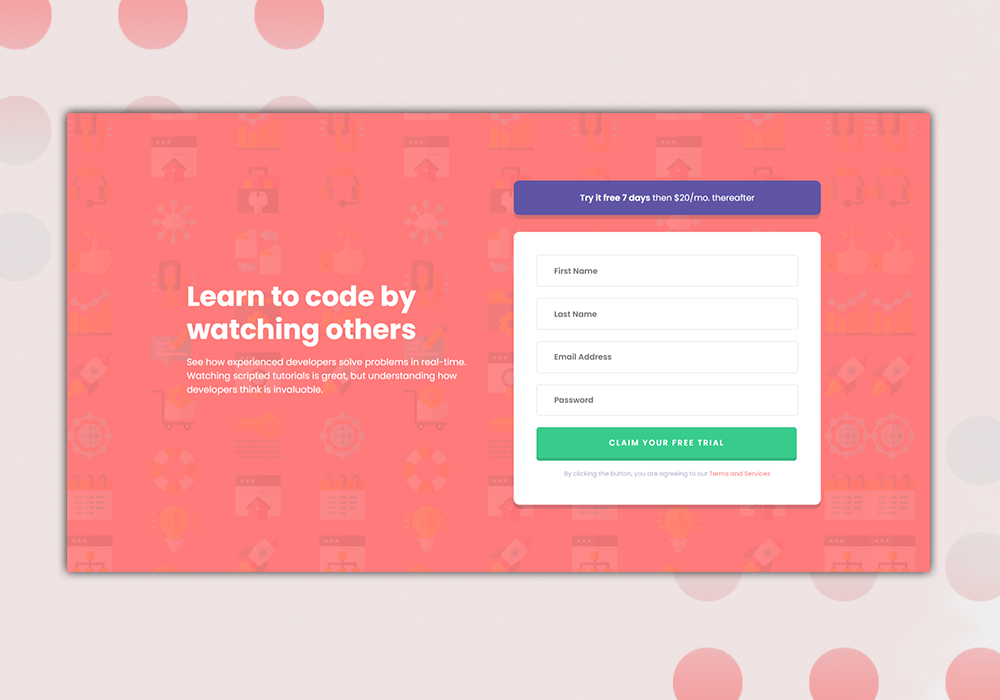 Learn to code by
watching others
See how experienced developers solve problems in real-time.
Watching scripted tutorials is great, but understanding how
developers think is invaluable.
Try it free 7 days then $20/mo. thereafter
First Name
Last Name
Email Address
Password
CLAIM YOUR FREE TRIAL
By clicking the button, you are agreeing to our Terms and Services